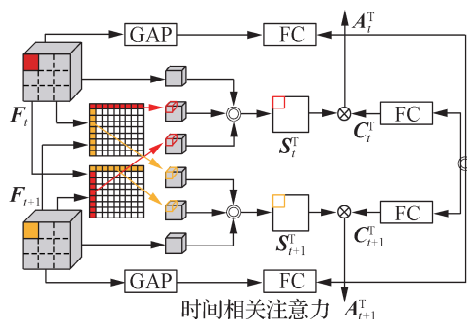 GAP
FC
A_t^T
F_t
S_t^T
C_t^T
FC
F_{t+1}
S_{t+1}^T
C_{t+1}^T
FC
GAP
FC
A_{t+1}^T
时间相关注意力